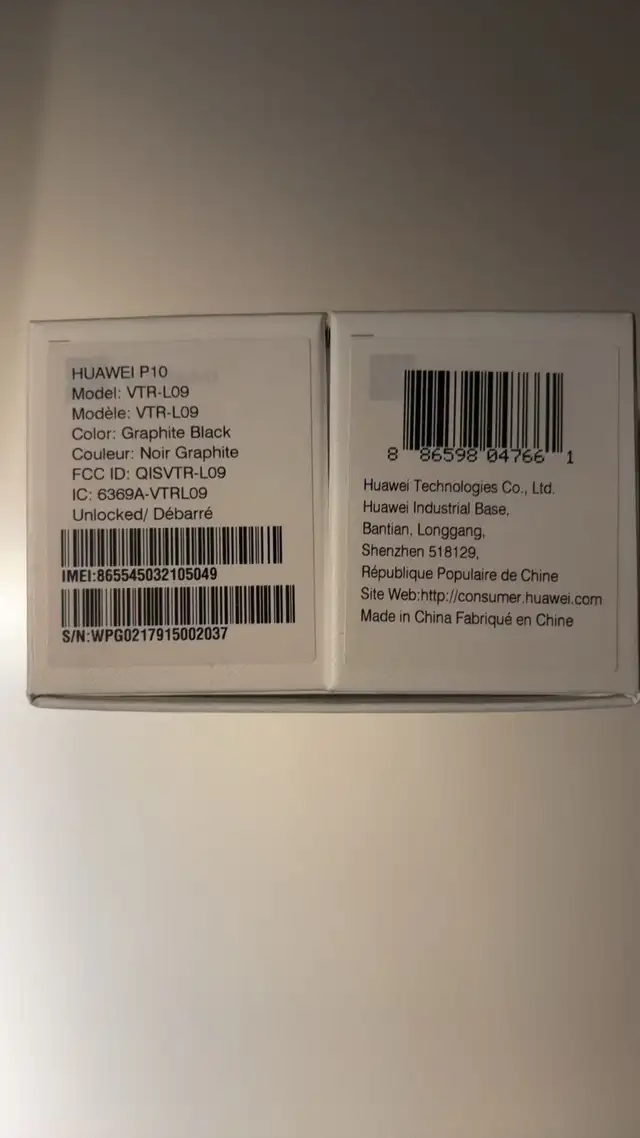 HUAWEI P10
Model: VTR-L09
Modèle: VTR-L09
Color: Graphite Black
Couleur: Noir Graphite
FCC ID: QISVTR-L09
IC: 6369A-VTRL09
Unlocked/ Débarré
IMEI:865545032105049
S/N:WPG0217915002037
8 86598 04766 1
Huawei Technologies Co., Ltd.
Huawei Industrial Base,
Bantian, Longgang,
Shenzhen 518129,
République Populaire de Chine
Site Web:http://consumer.huawei.com
Made in China Fabriqué en Chine